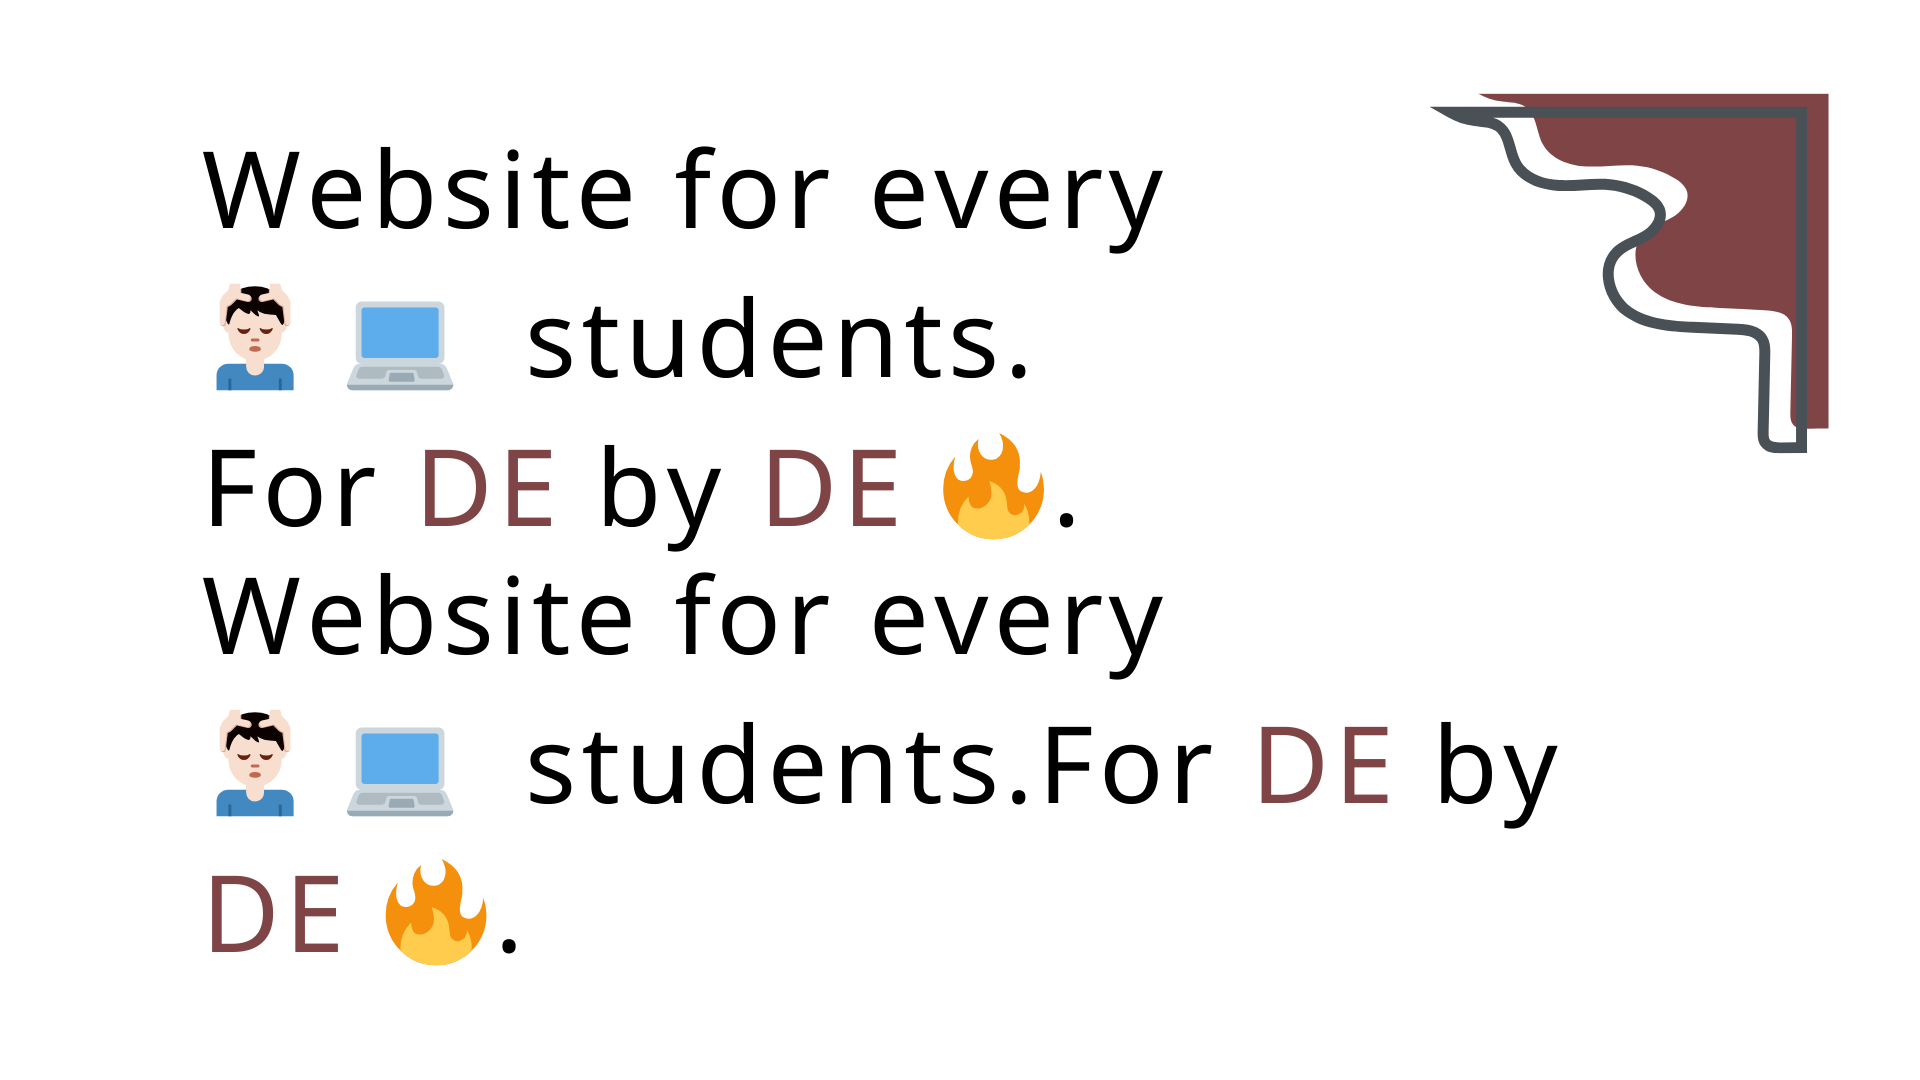 Website for every
💆🏻‍♂️ 💻 students.
For DE by DE 🔥.
Website for every
💆🏻‍♂️ 💻 students.For DE by
DE 🔥.